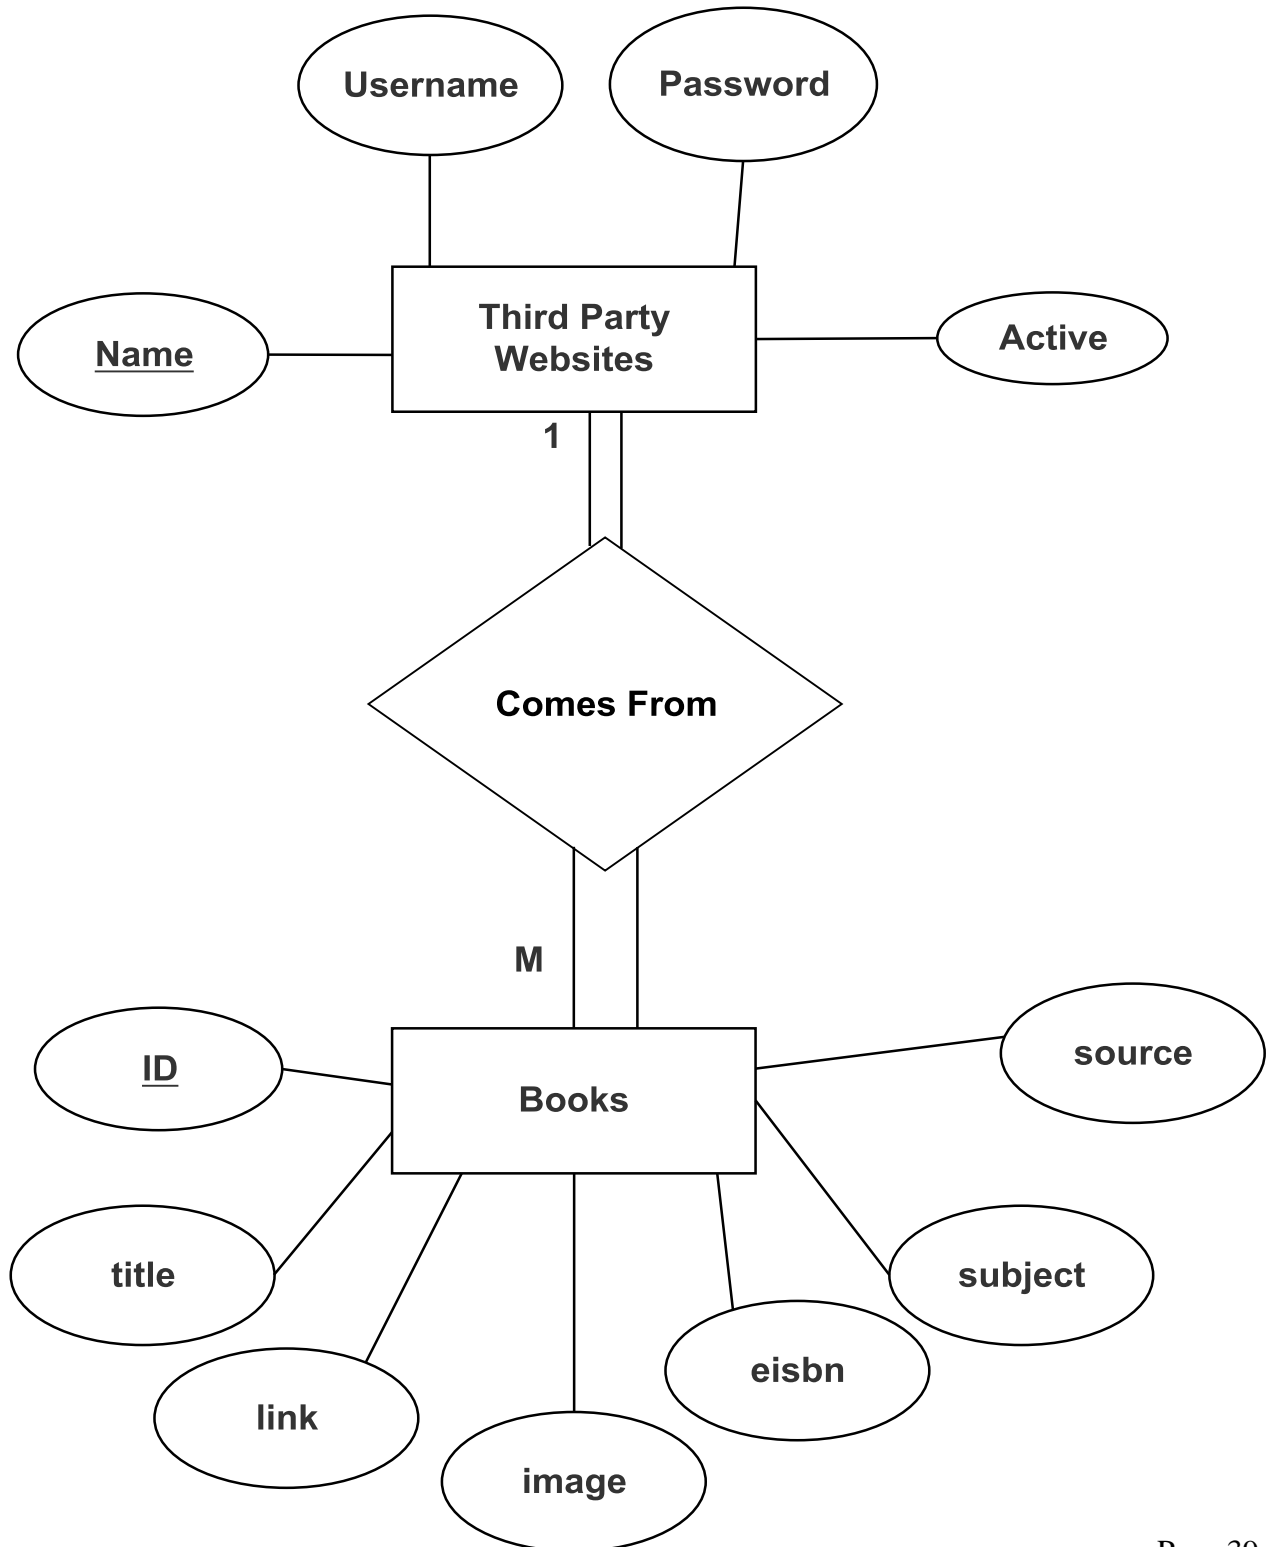 Username
Password
Third Party
Websites
Name
Active
1
Comes From
M
ID
Books
source
title
subject
link
eisbn
image